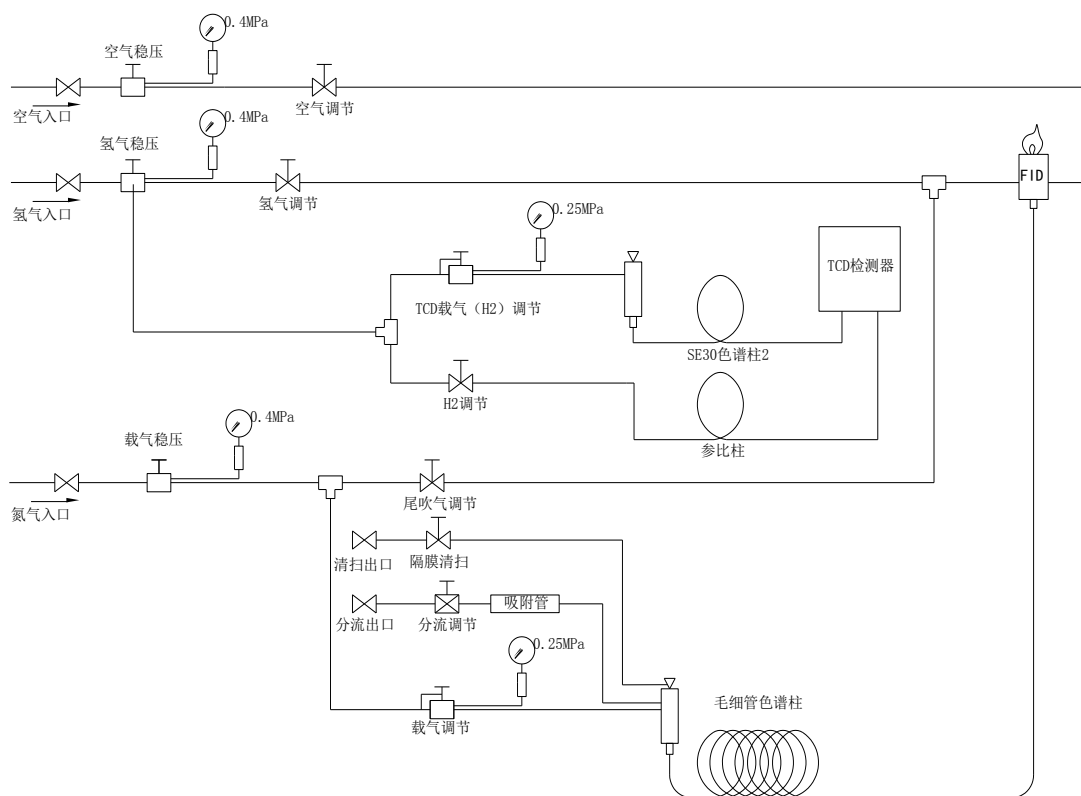 0.4MPa
空气稳压
空气调节
空气入口
0.4MPa
氢气稳压
FID
氢气调节
氢气入口
0.25MPa
TCD检测器
TCD载气（H2）调节
SE30色谱柱2
H2调节
0.4MPa
载气稳压
参比柱
尾吹气调节
氮气入口
清扫出口
隔膜清扫
吸附管
分流出口
分流调节
0.25MPa
毛细管色谱柱
载气调节